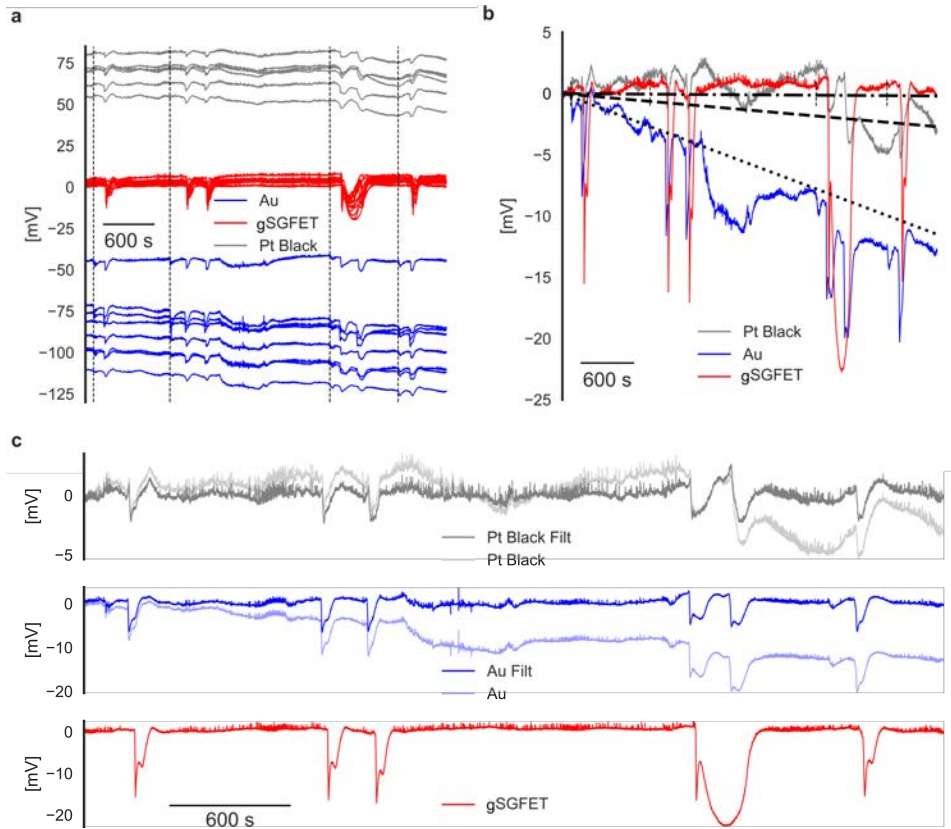 a
75
50
25
0
−25
−50
−75
−100
−125
[mV]
600 s
Au
gSGFET
Pt Black
b
5
0
−5
−10
−15
−20
−25
[mV]
Pt Black
Au
gSGFET
600 s
c
[mV]
0
−5
Pt Black Filt
Pt Black
[mV]
0
−10
−20
Au Filt
Au
[mV]
0
−10
−20
600 s
gSGFET